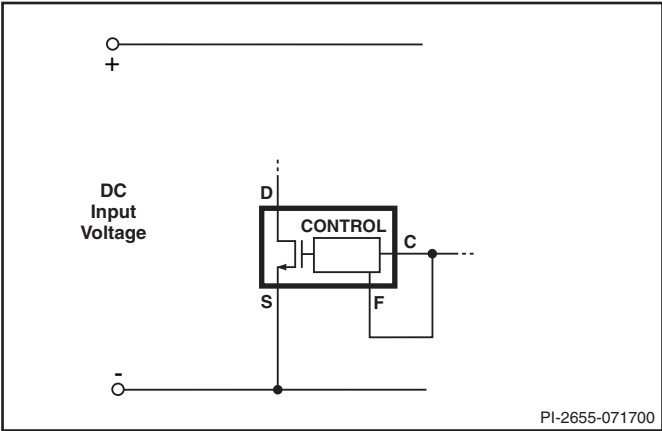 +
D
DC
Input
Voltage
CONTROL
C
S
F
-
PI-2655-071700